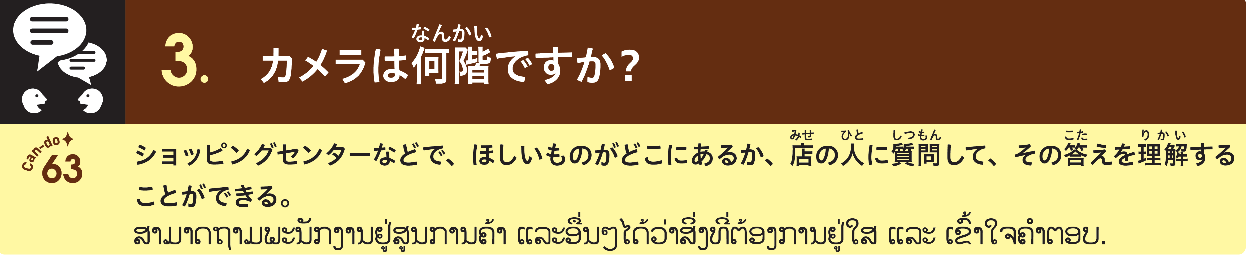 なんかい
3. カメラは何階ですか？
Can-do
63
みせ ひと しつもん こた りかい
ショッピングセンターなどで、ほしいものがどこにあるか、店の人に質問して、その答えを理解する
ことができる。
ສາມາດຖາມພະນັກງານຢູ່ສູນການຄ້າ ແລະອື່ນໆໄດ້ວ່າສິ່ງທີ່ຕ້ອງການຢູ່ໃສ ແລະ ເຂົ້າໃຈຄໍາຕອບ.